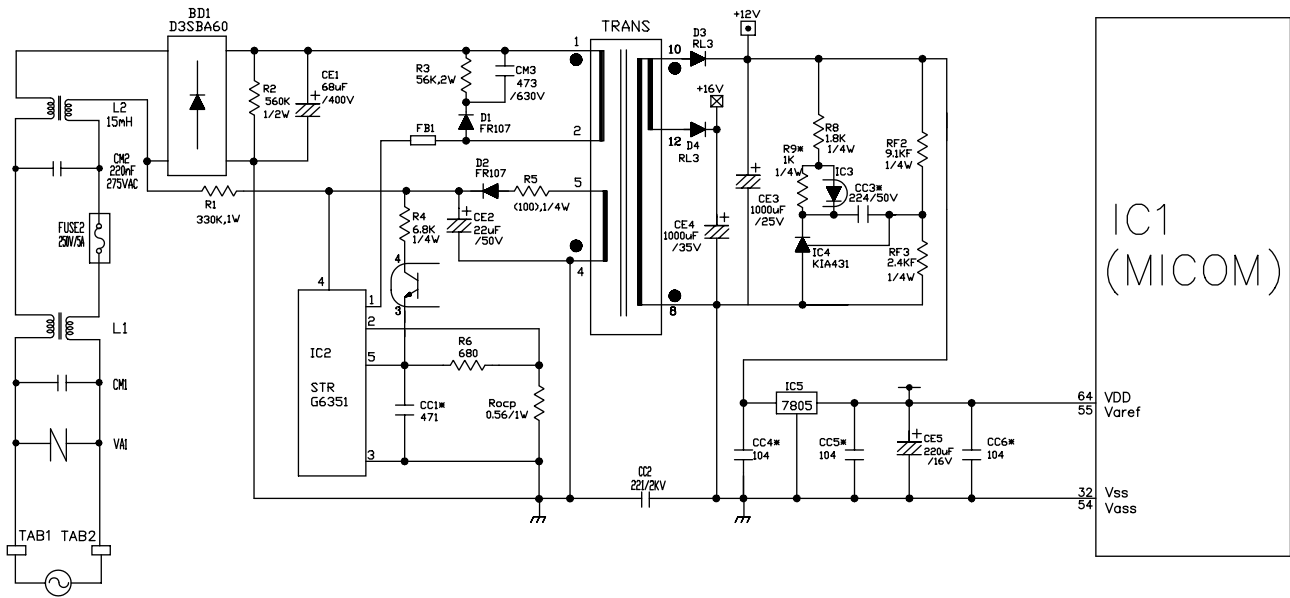 BD1
D3SBA60
L2
15mH
CM2
220nF
275VAC
FUSE2
250V/5A
L1
CM1
VA1
TAB1
TAB2
R2
560K
1/2W
CE1
68uF
/400V
R3
56K,2W
CM3
473
/630V
D1
FR107
FB1
R1
330K,1W
D2
FR107
R5
(100),1/4W
R4
6.8K
1/4W
CE2
22uF
/50V
4
3
4
1
2
5
3
IC2
STR
G6351
R6
680
CC1*
471
Rocp
0.56/1W
CC2
221/2KV
TRANS
1
2
5
4
10
12
8
D3
RL3
+12V
+16V
D4
RL3
CE3
1000uF
/25V
CE4
1000uF
/35V
R8
1.8K
1/4W
R9*
1K
1/4W
IC3
CC3*
224/50V
IC4
KIA431
RF2
9.1KF
1/4W
RF3
2.4KF
1/4W
IC5
7805
CC4*
104
CC5*
104
CE5
220uF
/16V
CC6*
104
64
55
VDD
Varef
32
54
Vss
Vass
IC1
(MICOM)